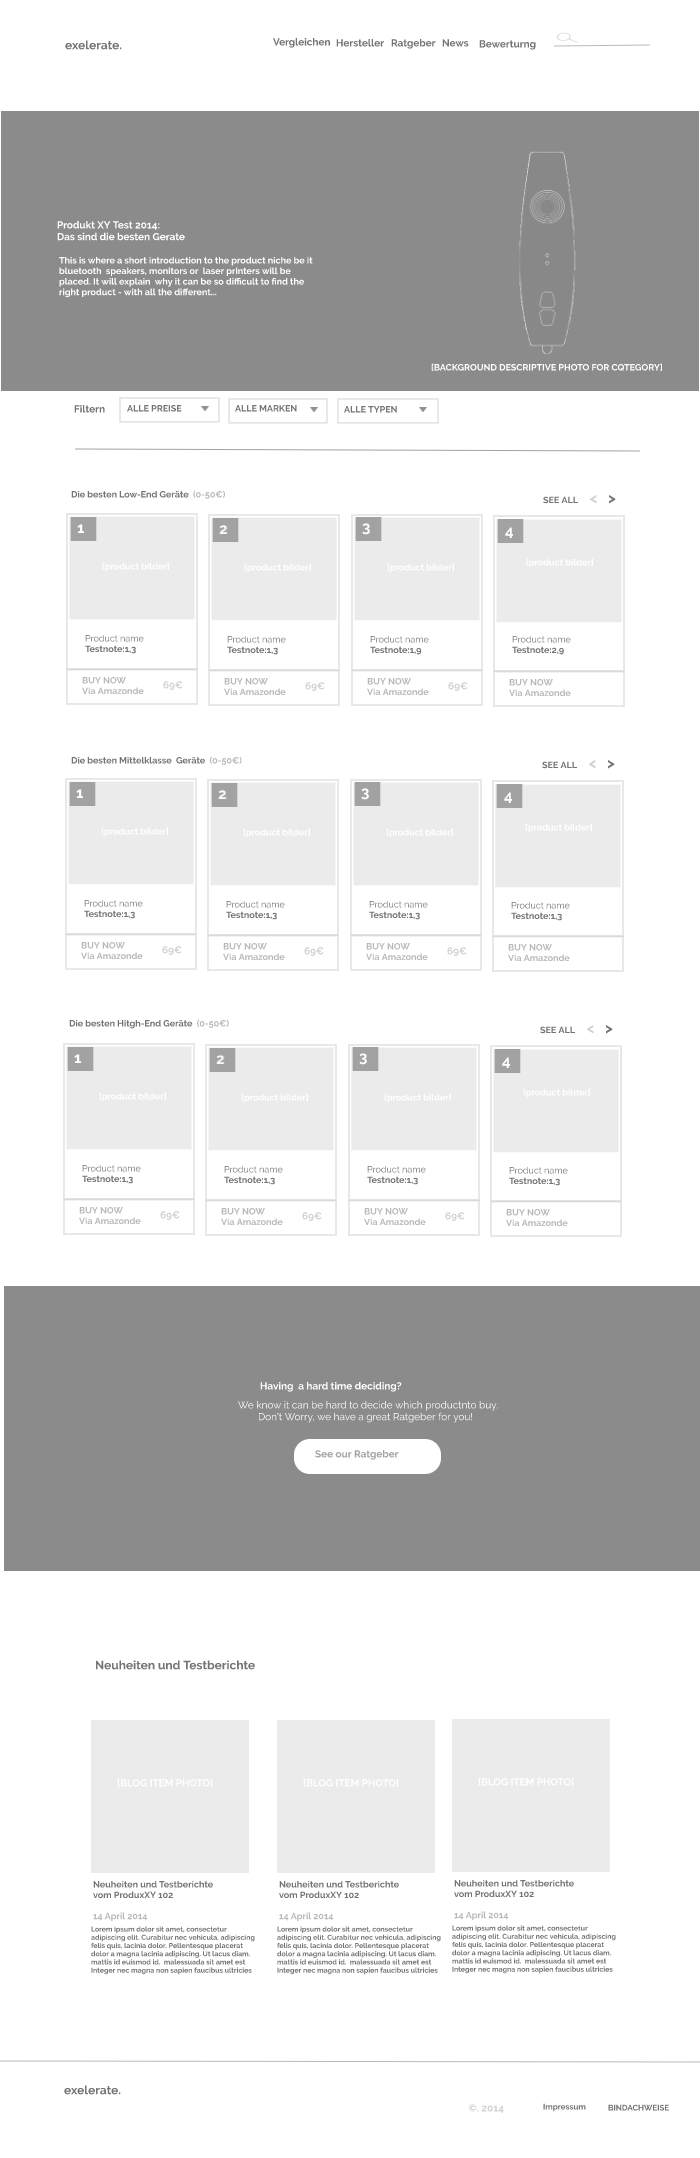 exelerate.
Vergleichen Hersteller Ratgeber News Bewerturng
Produkt XY Test 2014:
Das sind die besten Gerate
This is where a short introduction to the product niche be it
bluetooth speakers, monitors or laser printers will be
placed. It will explain why it can be so difficult to find the
right product - with all the different...
[BACKGROUND DESCRIPTIVE PHOTO FOR CQTEGORY]
Filtern ALLE PREISE ALLE MARKEN ALLE TYPEN
Die besten Low-End Geräte (0-50€) SEE ALL < >
1 2 3 4
[product bilder] [product bilder] [product bilder] [product bilder]
Product name Product name Product name Product name
Testnote:1,3 Testnote:1,3 Testnote:1,9 Testnote:2,9
BUY NOW 69€ BUY NOW 69€ BUY NOW 69€ BUY NOW
Via Amazonde Via Amazonde Via Amazonde Via Amazonde
Die besten Mittelklasse Geräte (0-50€) SEE ALL < >
1 2 3 4
[product bilder] [product bilder] [product bilder] [product bilder]
Product name Product name Product name Product name
Testnote:1,3 Testnote:1,3 Testnote:1,3 Testnote:1,3
BUY NOW 69€ BUY NOW 69€ BUY NOW 69€ BUY NOW
Via Amazonde Via Amazonde Via Amazonde Via Amazonde
Die besten Hitgh-End Geräte (0-50€) SEE ALL < >
1 2 3 4
[product bilder] [product bilder] [product bilder] [product bilder]
Product name Product name Product name Product name
Testnote:1,3 Testnote:1,3 Testnote:1,3 Testnote:1,3
BUY NOW 69€ BUY NOW 69€ BUY NOW 69€ BUY NOW
Via Amazonde Via Amazonde Via Amazonde Via Amazonde
Having a hard time deciding?
We know it can be hard to decide which productnto buy.
Don't Worry, we have a great Ratgeber for you!
See our Ratgeber
Neuheiten und Testberichte
[BLOG ITEM PHOTO] [BLOG ITEM PHOTO] [BLOG ITEM PHOTO]
Neuheiten und Testberichte
vom ProduxXY 102
14 April 2014
Lorem ipsum dolor sit amet, consectetur
adipiscing elit. Curabitur nec vehicula, adipiscing
felis quis, lacinia dolor. Pellentesque placerat
dolor a magna lacinia adipiscing. Ut lacus diam,
mattis id euismod id, malessuada sit amet est
Integer nec magna non sapien faucibus ultricies
Neuheiten und Testberichte
vom ProduxXY 102
14 April 2014
Lorem ipsum dolor sit amet, consectetur
adipiscing elit. Curabitur nec vehicula, adipiscing
felis quis, lacinia dolor. Pellentesque placerat
dolor a magna lacinia adipiscing. Ut lacus diam,
mattis id euismod id, malessuada sit amet est
Integer nec magna non sapien faucibus ultricies
Neuheiten und Testberichte
vom ProduxXY 102
14 April 2014
Lorem ipsum dolor sit amet, consectetur
adipiscing elit. Curabitur nec vehicula, adipiscing
felis quis, lacinia dolor. Pellentesque placerat
dolor a magna lacinia adipiscing. Ut lacus diam,
mattis id euismod id, malessuada sit amet est
Integer nec magna non sapien faucibus ultricies
exelerate.
©. 2014 Impressum BINDACHWEISE